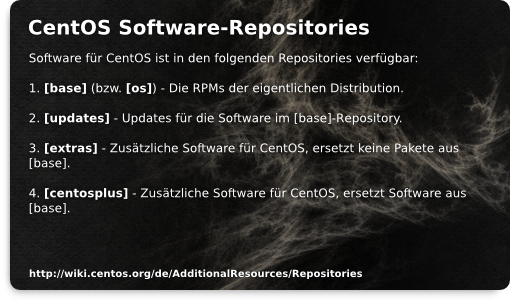 CentOS Software-Repositories
Software für CentOS ist in den folgenden Repositories verfügbar:
1. [base] (bzw. [os]) - Die RPMs der eigentlichen Distribution.
2. [updates] - Updates für die Software im [base]-Repository.
3. [extras] - Zusätzliche Software für CentOS, ersetzt keine Pakete aus
[base].
4. [centosplus] - Zusätzliche Software für CentOS, ersetzt Software aus
[base].
http://wiki.centos.org/de/AdditionalResources/Repositories